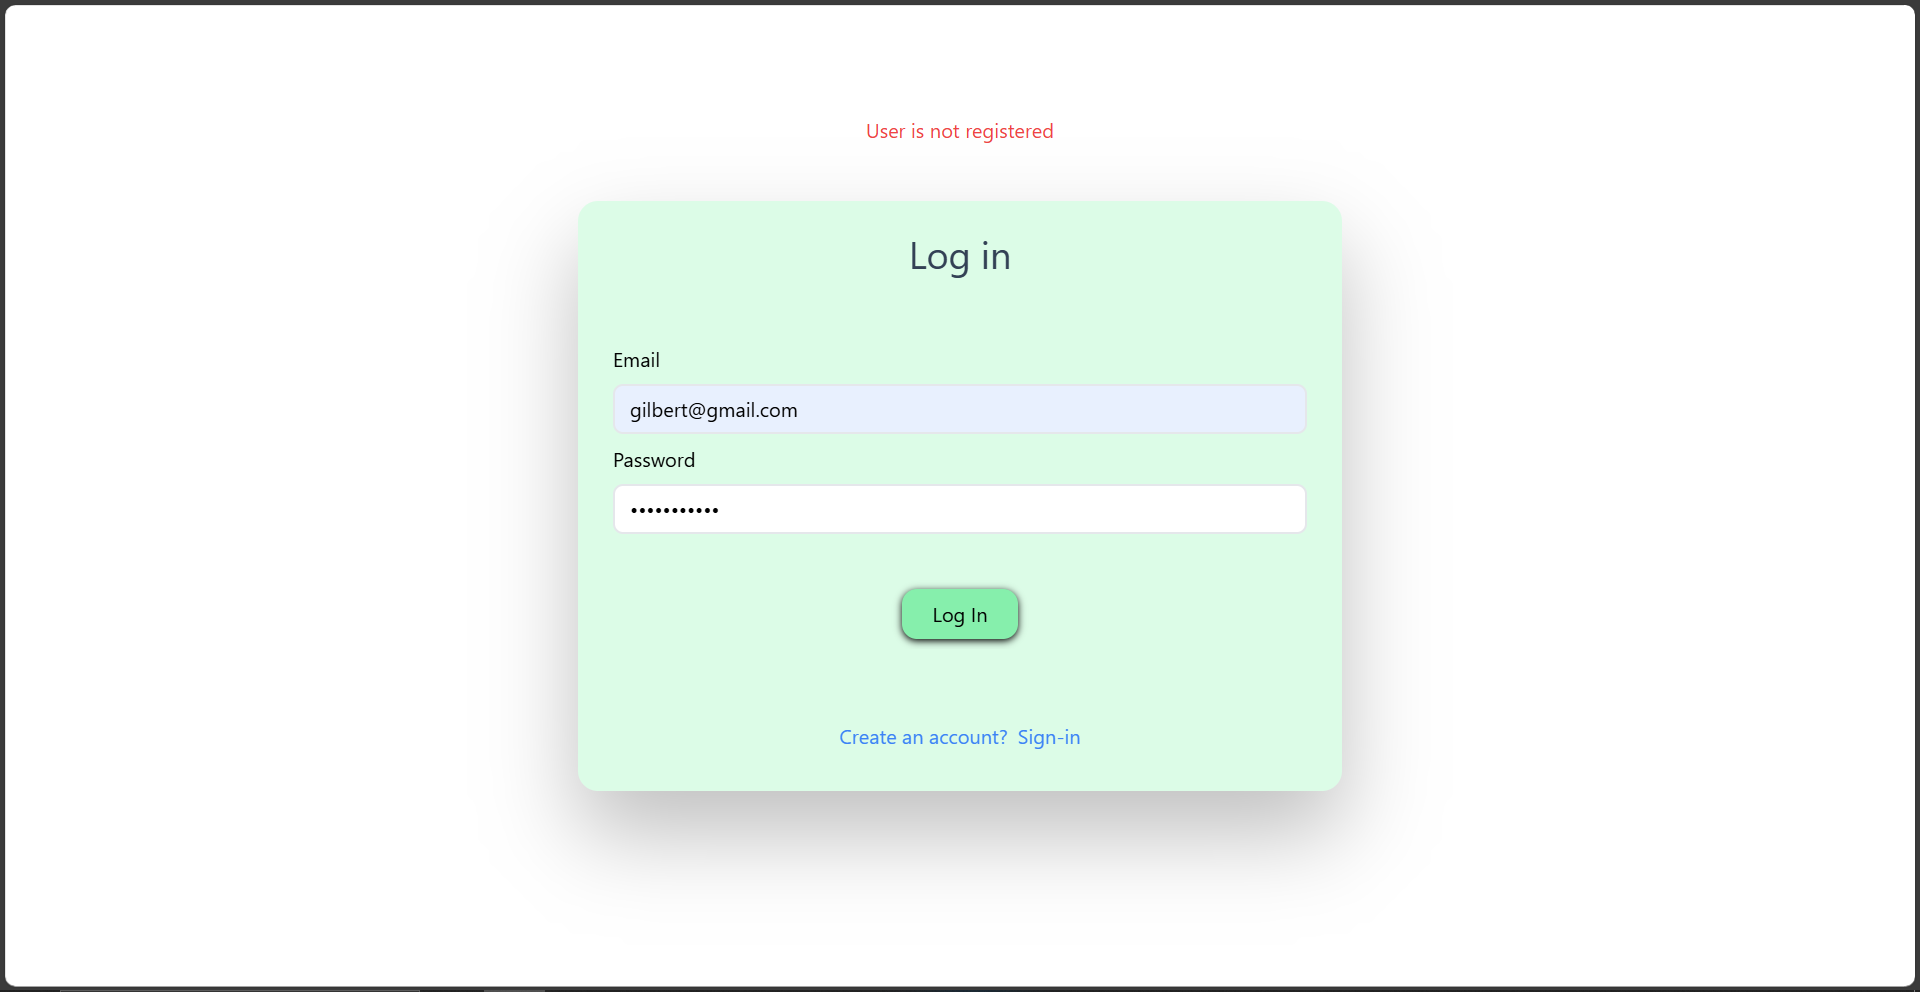 User is not registered
Log in
Email
gilbert@gmail.com
Password
•••••••••••
Log In
Create an account? Sign-in